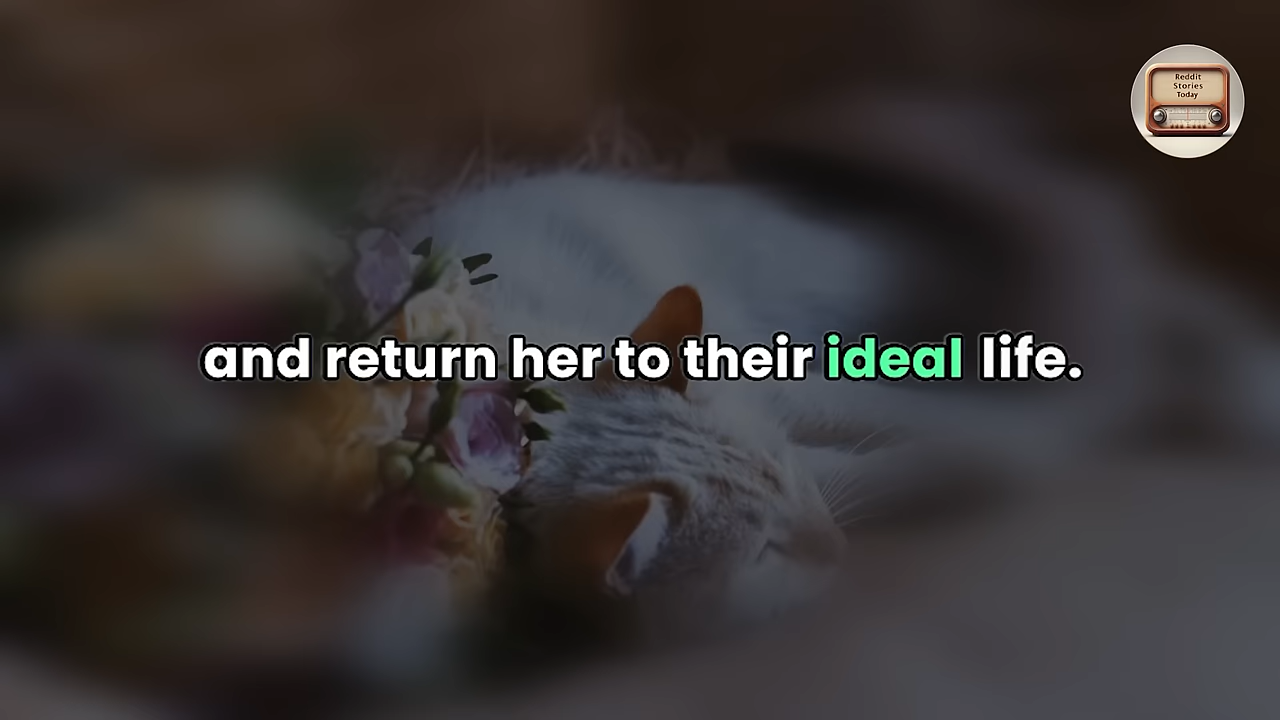 Reddit
Stories
Today
and return her to their ideal life.